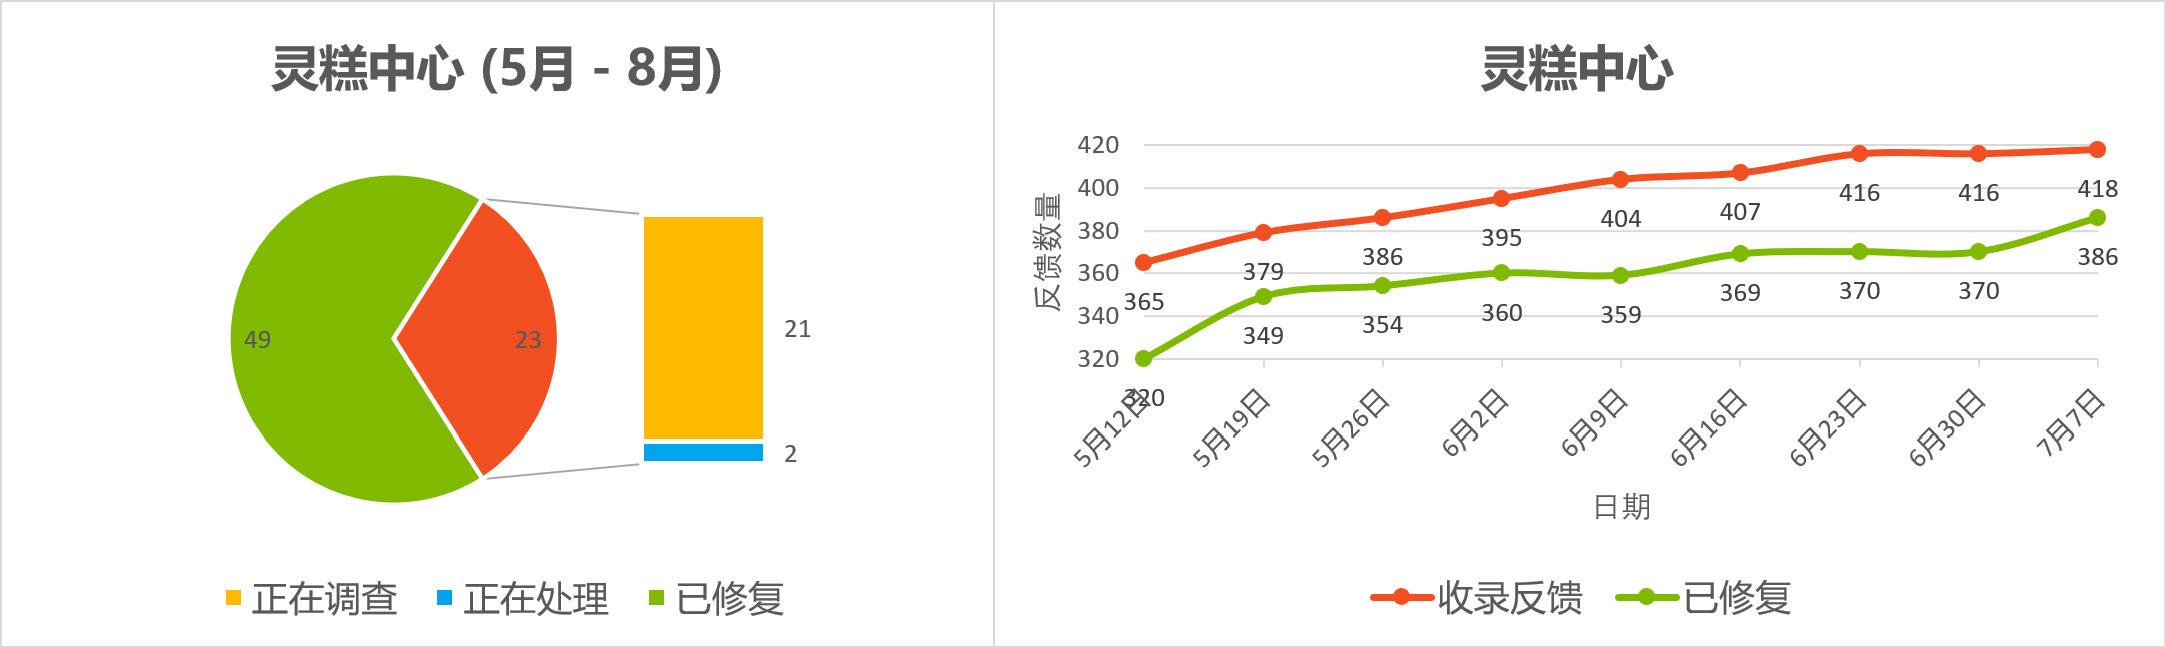 灵糕中心 (5月 - 8月)
49
23
21
2
正在调查
正在处理
已修复
灵糕中心
反馈数量
420
400
380
360
340
320
365
379
386
395
404
407
416
416
418
320
349
354
360
359
369
370
370
386
5月12日
5月19日
5月26日
6月2日
6月9日
6月16日
6月23日
6月30日
7月7日
日期
收录反馈
已修复